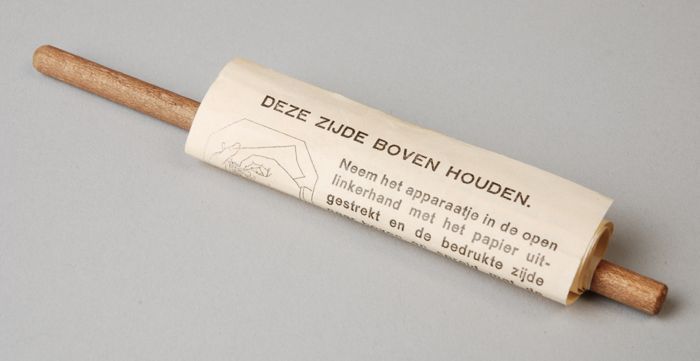 DEZE ZIJDE BOVEN HOUDEN.
Neem het apparaatje in de open
linkerhand met het papier uit-
gestrekt en de bedrukte zijde